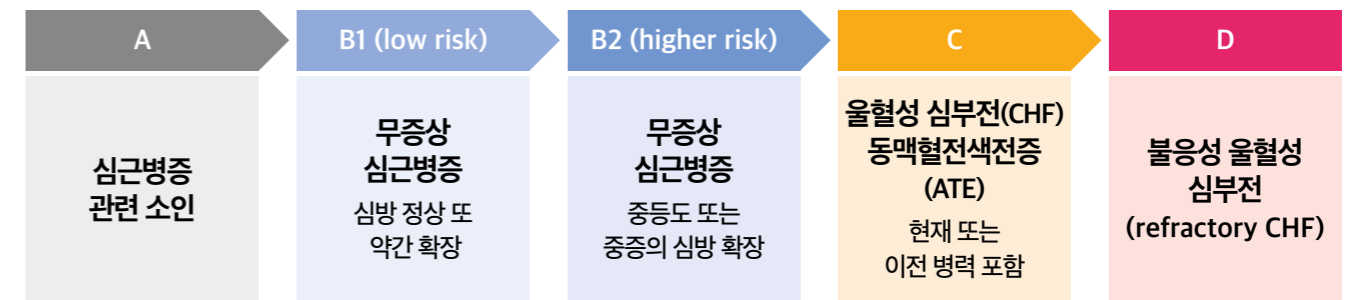 A
심근병증
관련 소인
B1 (low risk)
무증상
심근병증
심방 정상 또
약간 확장
B2 (higher risk)
무증상
심근병증
중등도 또는
중증의 심방 확장
C
울혈성 심부전(CHF)
동맥혈전색전증
(ATE)
현재 또는
이전 병력 포함
D
불응성 울혈성
심부전
(refractory CHF)